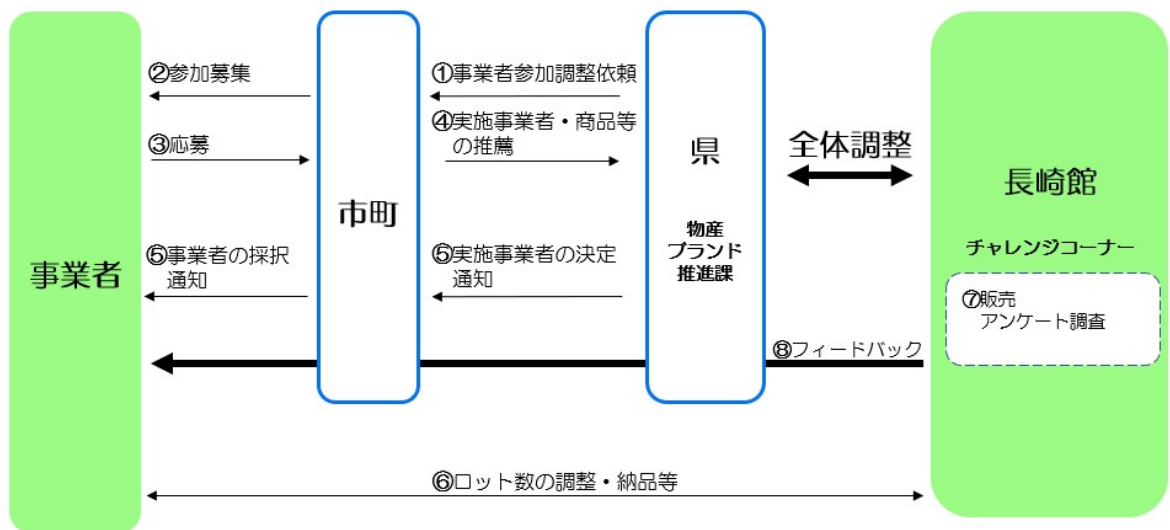 事業者
②参加募集
③応募
⑤事業者の採択
通知
市町
①事業者参加調整依頼
④実施事業者・商品等
の推薦
⑤実施事業者の決定
通知
県
物産
ブランド
推進課
全体調整
長崎館
チャレンジコーナー
⑦販売
アンケート調査
⑧フィードバック
⑥ロット数の調整・納品等